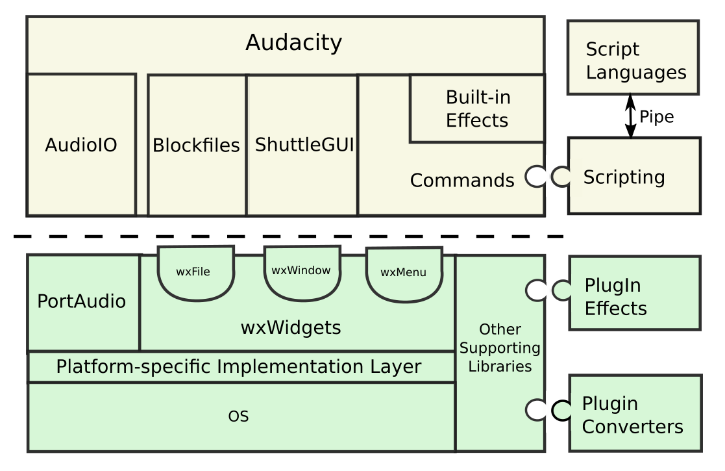 Audacity
AudioIO
Blockfiles
ShuttleGUI
Built-in
Effects
Commands
Script
Languages
Pipe
Scripting
PortAudio
wxFile
wxWindow
wxMenu
wxWidgets
Platform-specific Implementation Layer
OS
Other
Supporting
Libraries
PlugIn
Effects
Plugin
Converters